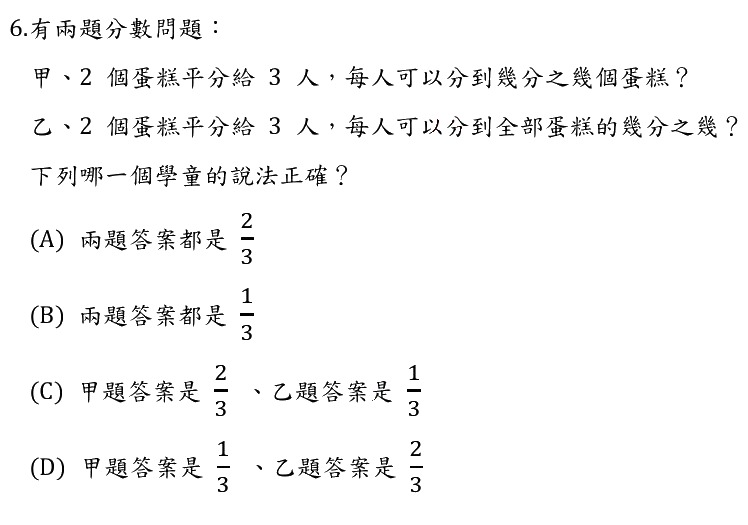 6.有兩題分數問題：
甲、2 個蛋糕平分給 3 人，每人可以分到幾分之幾個蛋糕？
乙、2 個蛋糕平分給 3 人，每人可以分到全部蛋糕的幾分之幾？
下列哪一個學童的說法正確？
(A) 兩題答案都是 2/3
(B) 兩題答案都是 1/3
(C) 甲題答案是 2/3 、乙題答案是 1/3
(D) 甲題答案是 1/3 、乙題答案是 2/3